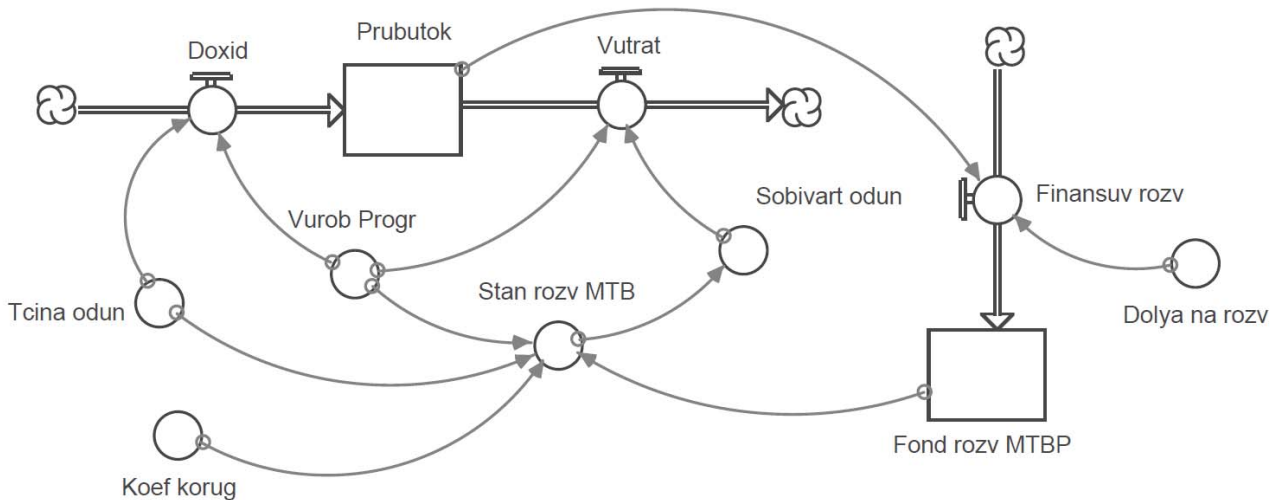 Prubutok
Doxid
Vutrat
Sobivart odun
Finansuv rozv
Vurob Progr
Stan rozv MTB
Tcina odun
Dolya na rozv
Fond rozv MTBP
Koef korug